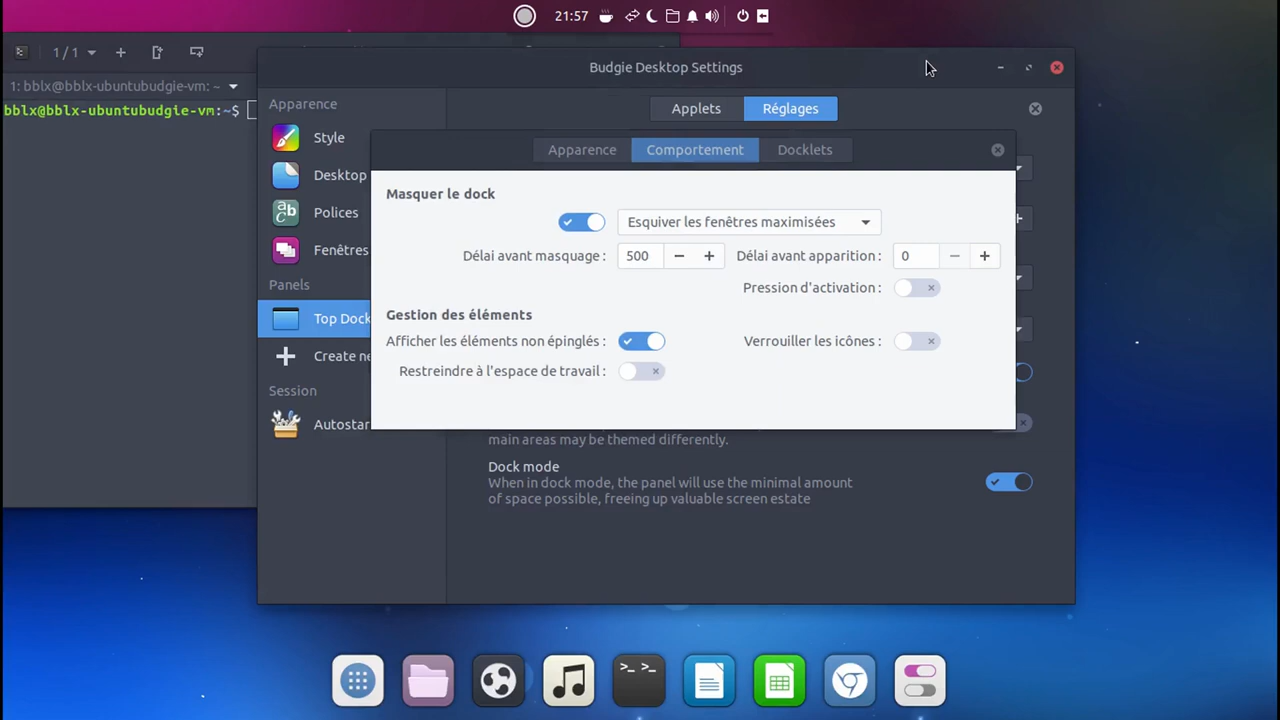 21:57
1 / 1
1: bblx@bblx-ubuntubudgie-vm: ~
bblx@bblx-ubuntubudgie-vm:~$
Budgie Desktop Settings
Apparence
Style
Desktop
Polices
Fenêtres
Panels
Top Dock
Create ne
Session
Autostar
Applets
Réglages
Apparence
Comportement
Docklets
Masquer le dock
Esquiver les fenêtres maximisées
Délai avant masquage :
500
Délai avant apparition :
0
Pression d'activation :
Gestion des éléments
Afficher les éléments non épinglés :
Verrouiller les icônes :
Restreindre à l'espace de travail :
main areas may be themed differently.
Dock mode
When in dock mode, the panel will use the minimal amount
of space possible, freeing up valuable screen estate
>_ >_